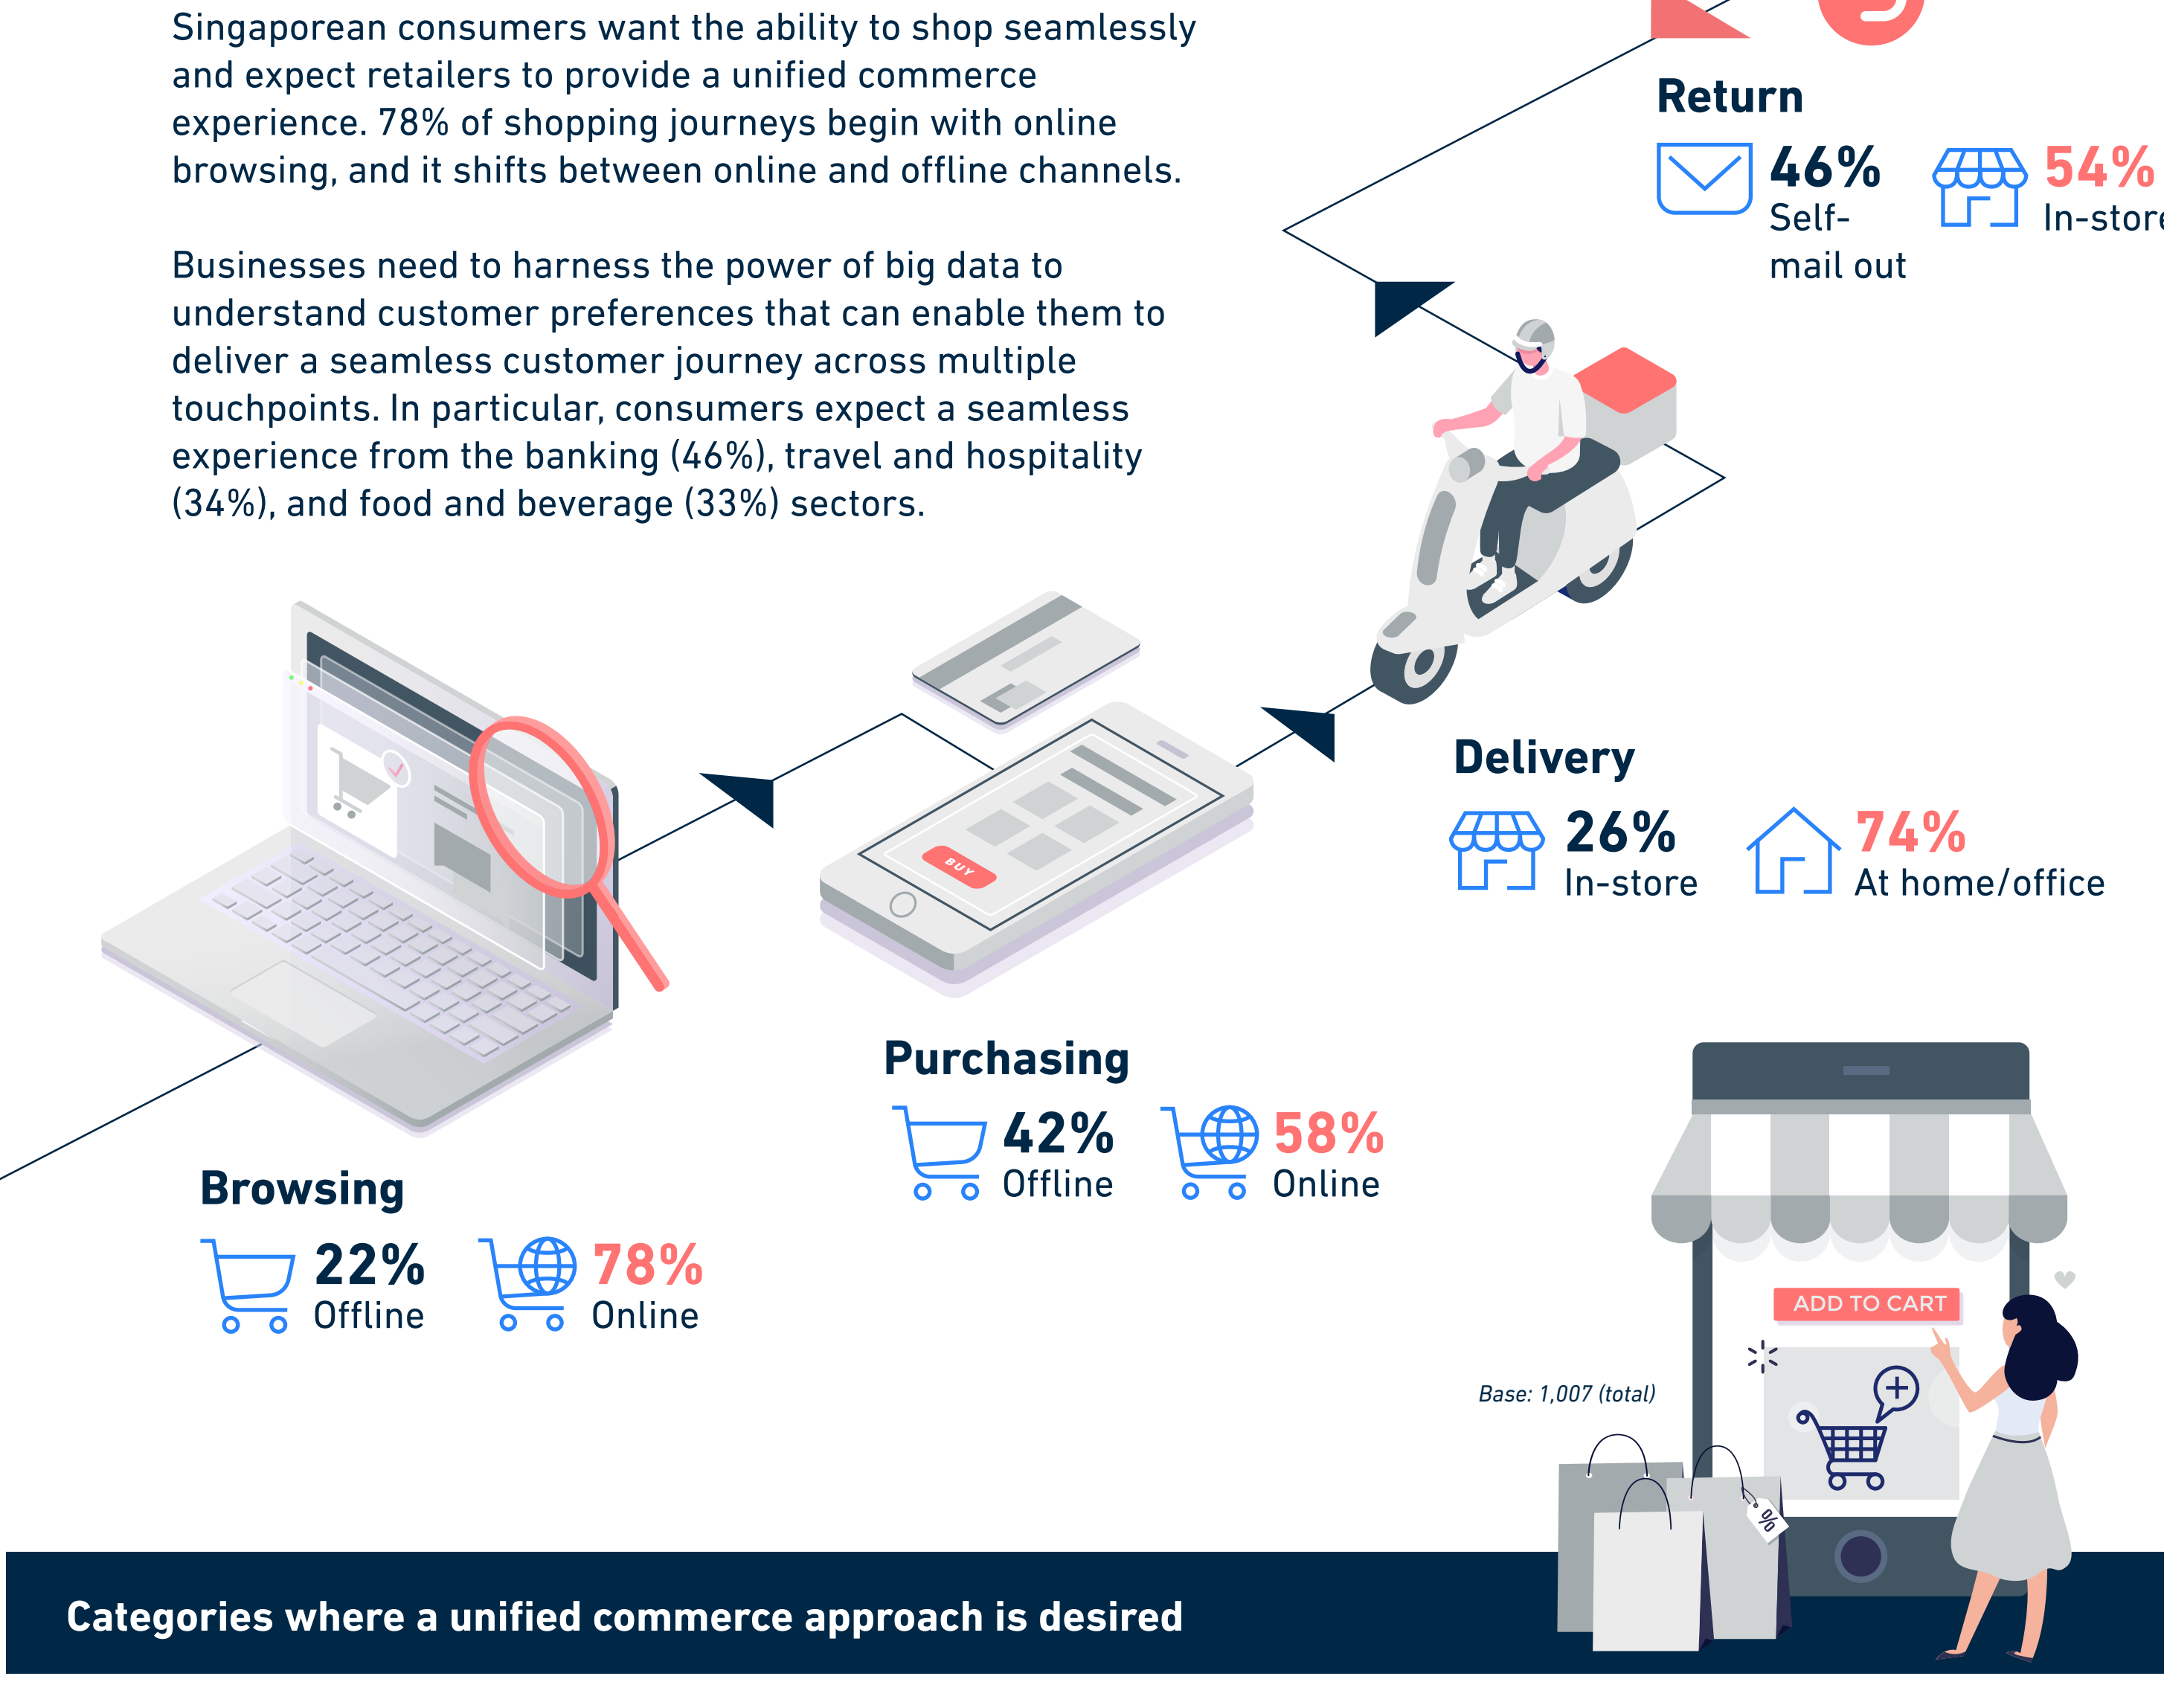 Singaporean consumers want the ability to shop seamlessly
and expect retailers to provide a unified commerce
experience. 78% of shopping journeys begin with online
browsing, and it shifts between online and offline channels.
Businesses need to harness the power of big data to
understand customer preferences that can enable them to
deliver a seamless customer journey across multiple
touchpoints. In particular, consumers expect a seamless
experience from the banking (46%), travel and hospitality
(34%), and food and beverage (33%) sectors.
Return
46%
Self-
mail out
54%
In-store
Delivery
26%
In-store
74%
At home/office
BUY
Purchasing
42%
Offline
58%
Online
Browsing
22%
Offline
78%
Online
ADD TO CART
Base: 1,007 (total)
%
Categories where a unified commerce approach is desired